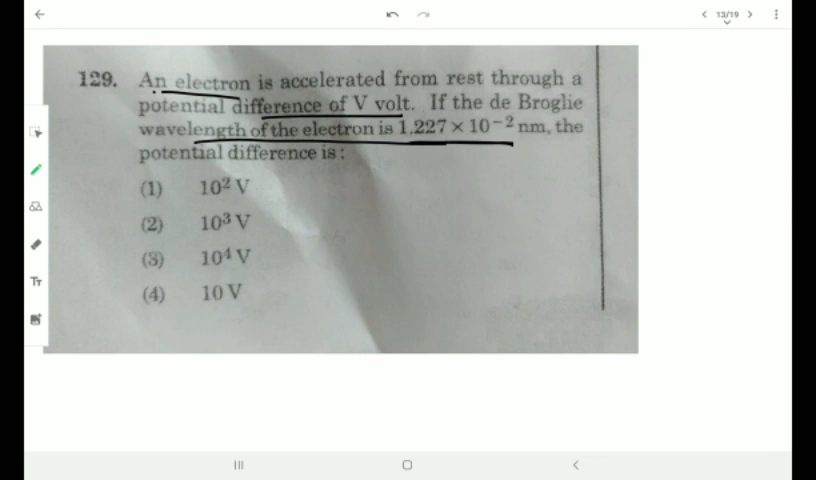 13/19
129. An electron is accelerated from rest through a
potential difference of V volt. If the de Broglie
wavelength of the electron is 1.227 × 10⁻² nm, the
potential difference is :
(1) 10² V
(2) 10³ V
(3) 10⁴ V
(4) 10 V
TT